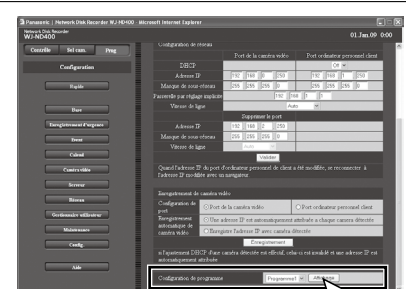 Panasonic | Network Disk Recorder WJ-ND400 - Microsoft Internet Explorer
Network Disk Recorder
WJ-ND400
01.Jan.09 0:00
Contrôle Sél cam. Prog
Configuration
Rapide
Base
Enregistrement d'urgence
Event
Calend
Caméra vidéo
Serveur
Réseau
Gestionnaire utilisateur
Maintenance
Config.
Aide
Configuration de réseau
Port de la caméra vidéo Port ordinateur personnel client
DHCP Off
Adresse IP 192 168 0 250 192 168 1 250
Masque de sous-réseau 255 255 255 0 255 255 255 0
Passerelle par réglage implicite 192 168 1 1
Vitesse de ligne Auto
Supprimer le port
Adresse IP 192 168 2 250
Masque de sous-réseau 255 255 255 0
Vitesse de ligne Auto
Valider
Quand l'adresse IP du port d'ordinateur personnel de client a été modifiée, se reconnecter à
l'adresse IP modifiée avec un navigateur.
Enregistrement de caméra vidéo
Configuration de port Port de la caméra vidéo Port ordinateur personnel client
Enregistrement automatique de caméra vidéo Une adresse IP est automatiquement attribuée à chaque caméra détectée
Enregistre l'adresse IP avec caméra détectée
Enregistrement
si l'ajustement DHCP d'une caméra détectée est effectif, celui-ci est invalidé et une adresse IP est
automatiquement attribuée
Configuration de programme Programme1 Affichage